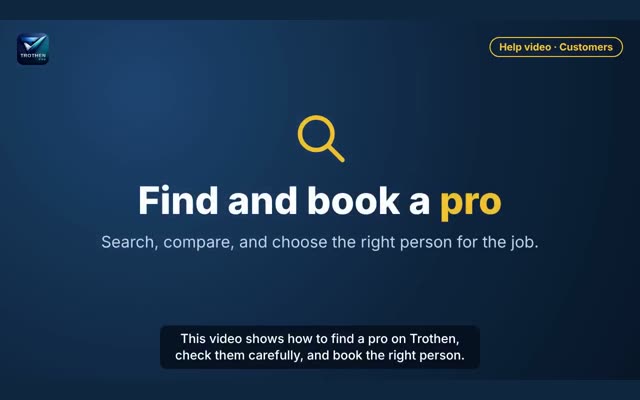 TROTHEN
Help video · Customers
Find and book a pro
Search, compare, and choose the right person for the job.
This video shows how to find a pro on Trothen,
check them carefully, and book the right person.